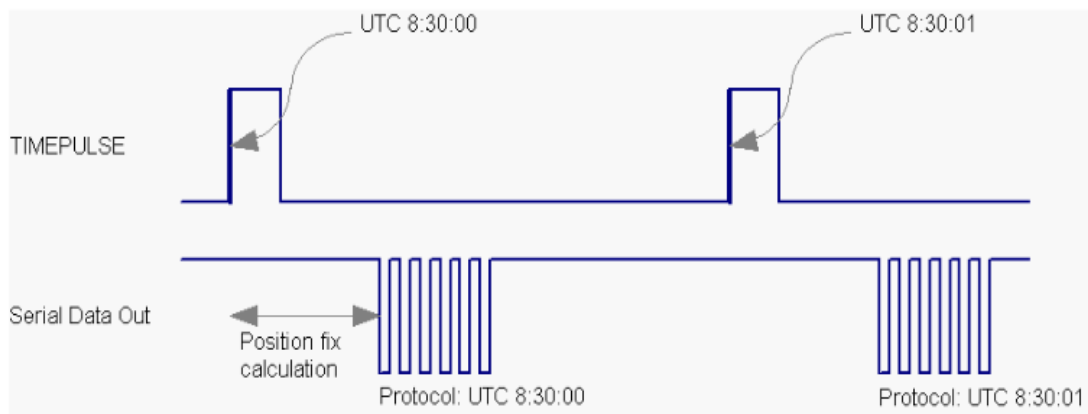 UTC 8:30:00
UTC 8:30:01
TIMEPULSE
Serial Data Out
Position fix
calculation
Protocol: UTC 8:30:00
Protocol: UTC 8:30:01